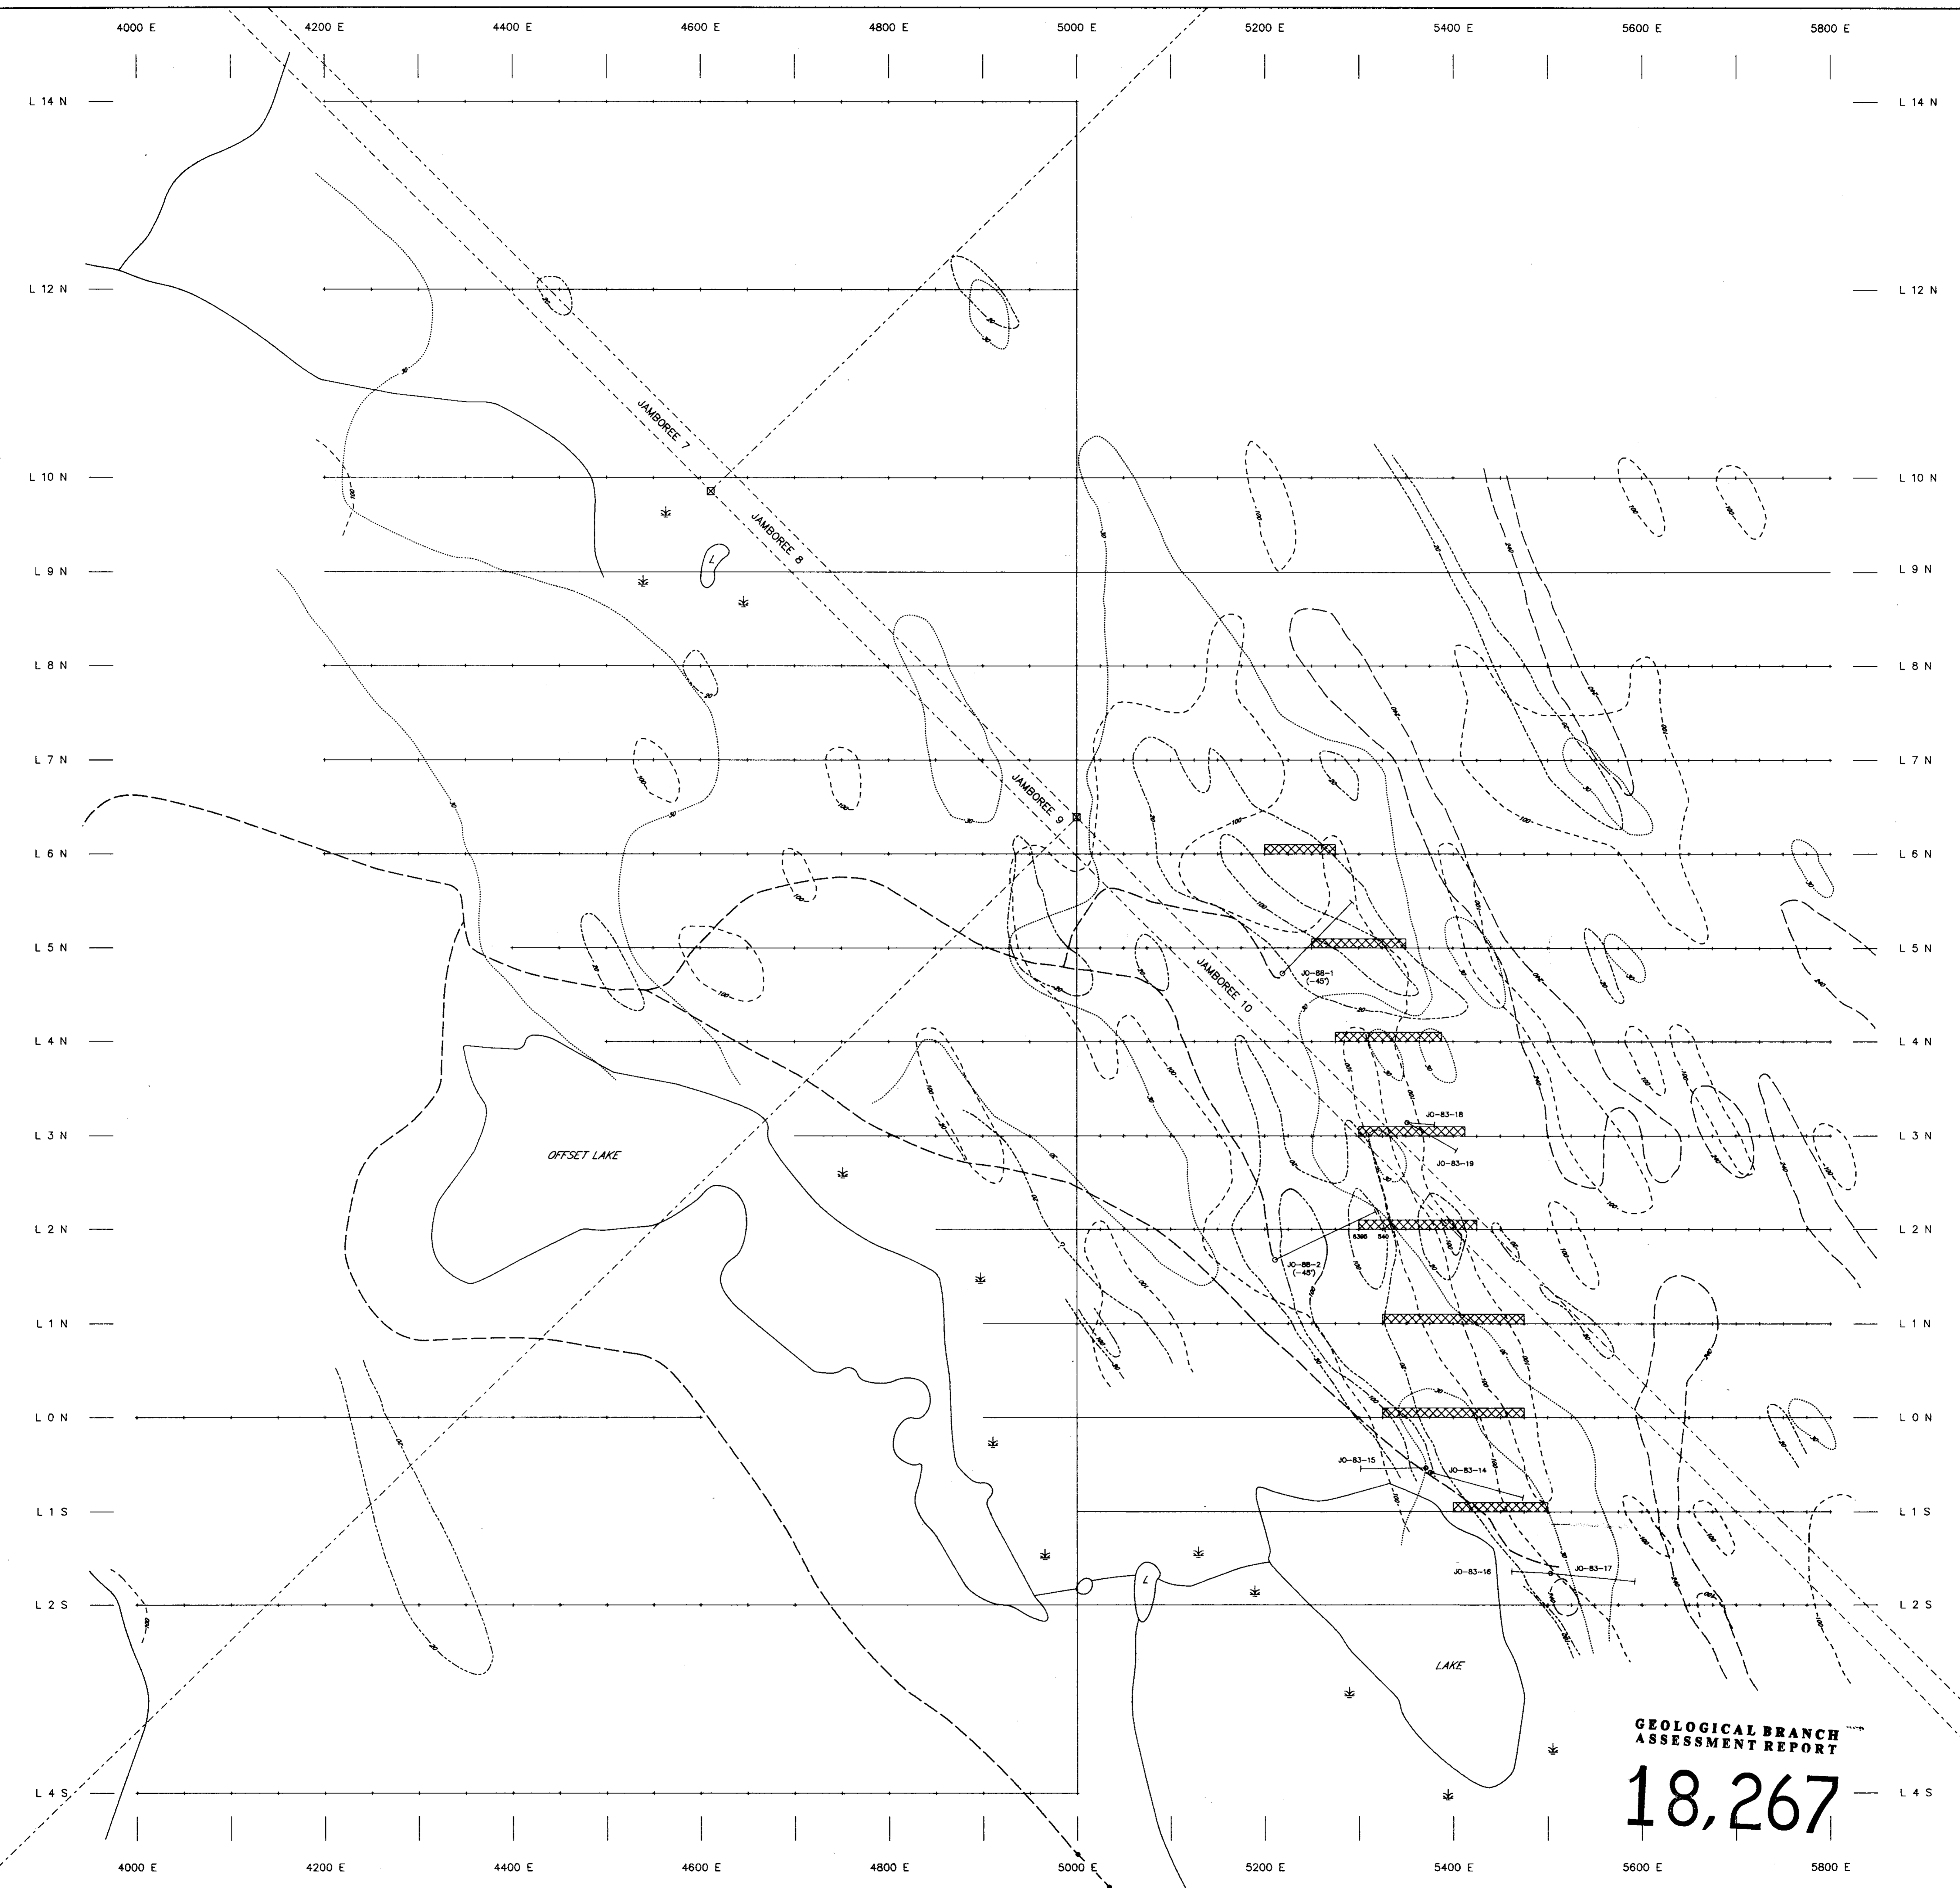 4000 E 4200 E 4400 E 4600 E 4800 E 5000 E 5200 E 5400 E 5600 E 5800 E
L 14 N L 14 N
L 12 N L 12 N
JAMBOREE 7
L 10 N L 10 N
JAMBOREE 8
L
L 9 N L 9 N
L 8 N L 8 N
L 7 N L 7 N
JAMBOREE 9
L 6 N L 6 N
L 5 N L 5 N
JO-88-1
(-45°)
JAMBOREE 10
L 4 N L 4 N
JO-83-18
L 3 N L 3 N
OFFSET LAKE
JO-83-19
L 2 N L 2 N
6395 540
JO-88-2
(-45°)
L 1 N L 1 N
L 0 N L 0 N
JO-83-15
JO-83-14
L 1 S L 1 S
JO-83-16
JO-83-17
L
L 2 S L 2 S
LAKE
GEOLOGICAL BRANCH
ASSESSMENT REPORT
18,267
L 4 S L 4 S
4000 E 4200 E 4400 E 4600 E 4800 E 5000 E 5200 E 5400 E 5600 E 5800 E